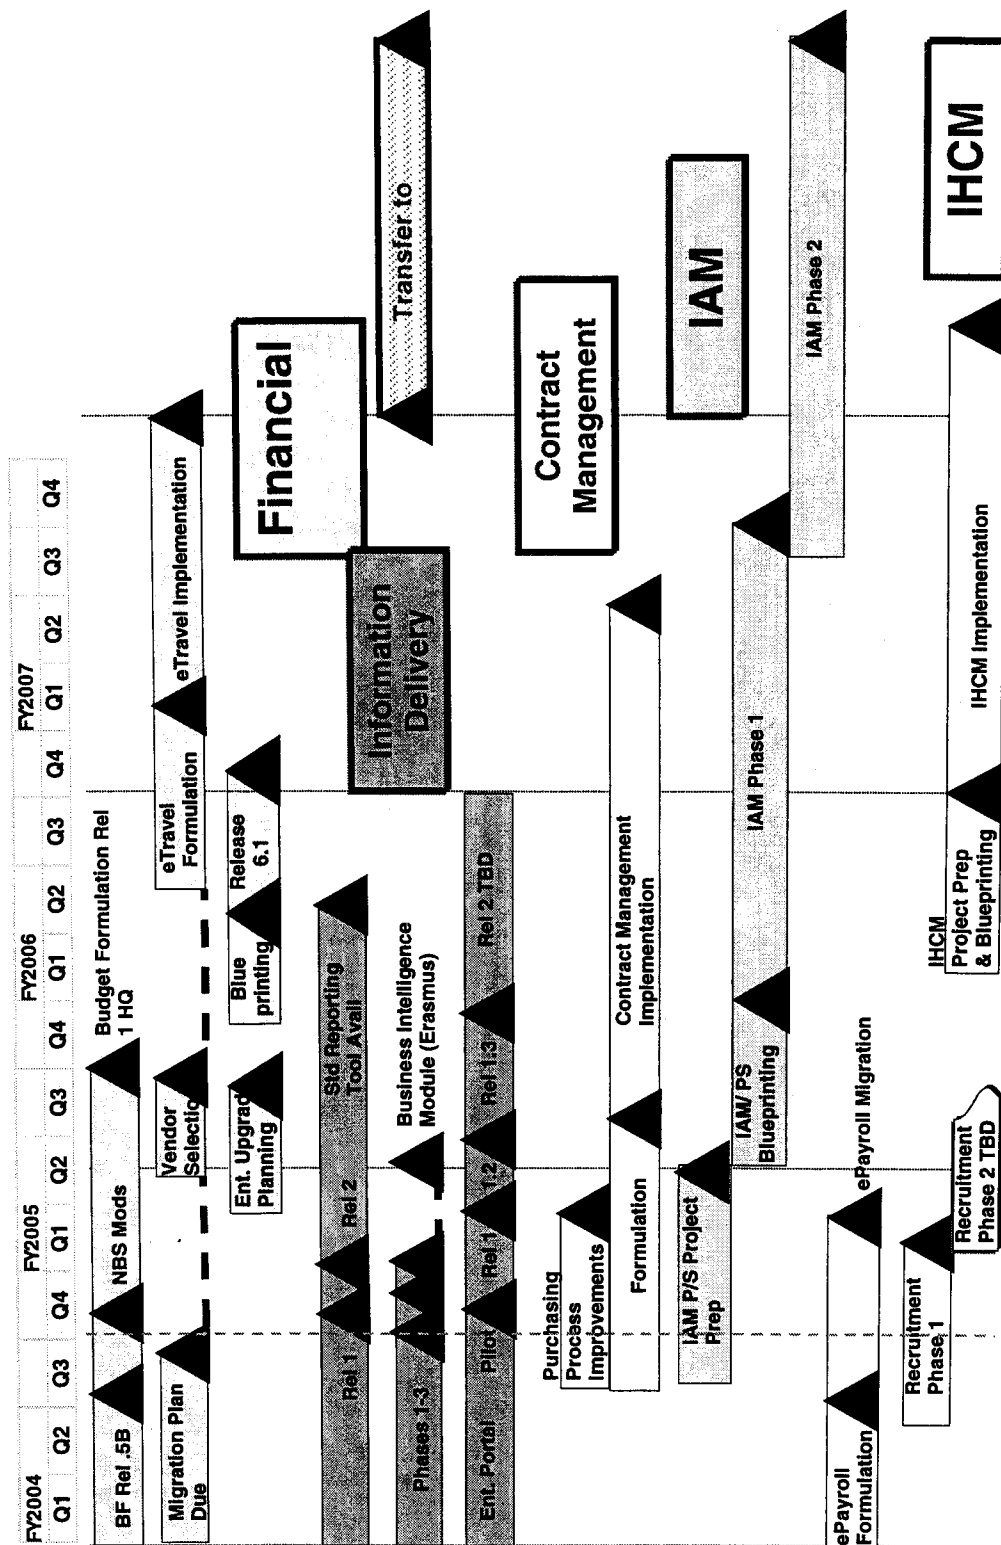 FY2004
FY2005
FY2006
FY2007
Q1
Q2
Q3
Q4
Q1
Q2
Q3
Q4
Q1
Q2
Q3
Q4
Q1
Q2
Q3
Q4
BF Rel .5B
NBS Mods
Budget Formulation Rel
1 HQ
Migration Plan
Due
Vendor
Selection
eTravel
Formulation
eTravel Implementation
Ent. Upgrade
Planning
Blue
printing
Release
6.1
Financial
Rel 1
Rel 2
Std Reporting
Tool Avail
Information
Delivery
Transfer to
Phases 1-3
Business Intelligence
Module (Erasmus)
Ent. Portal
Pilot
Rel 1
1.2
Rel 1.3
Rel 2 TBD
Contract
Management
Purchasing
Process
Improvements
Formulation
Contract Management
Implementation
IAM
IAM P/S Project
Prep
IAM/ PS
Blueprinting
IAM Phase 1
IAM Phase 2
ePayroll
Formulation
ePayroll Migration
Recruitment
Phase 1
Recruitment
Phase 2 TBD
IHCM
Project Prep
& Blueprinting
IHCM Implementation
IHCM